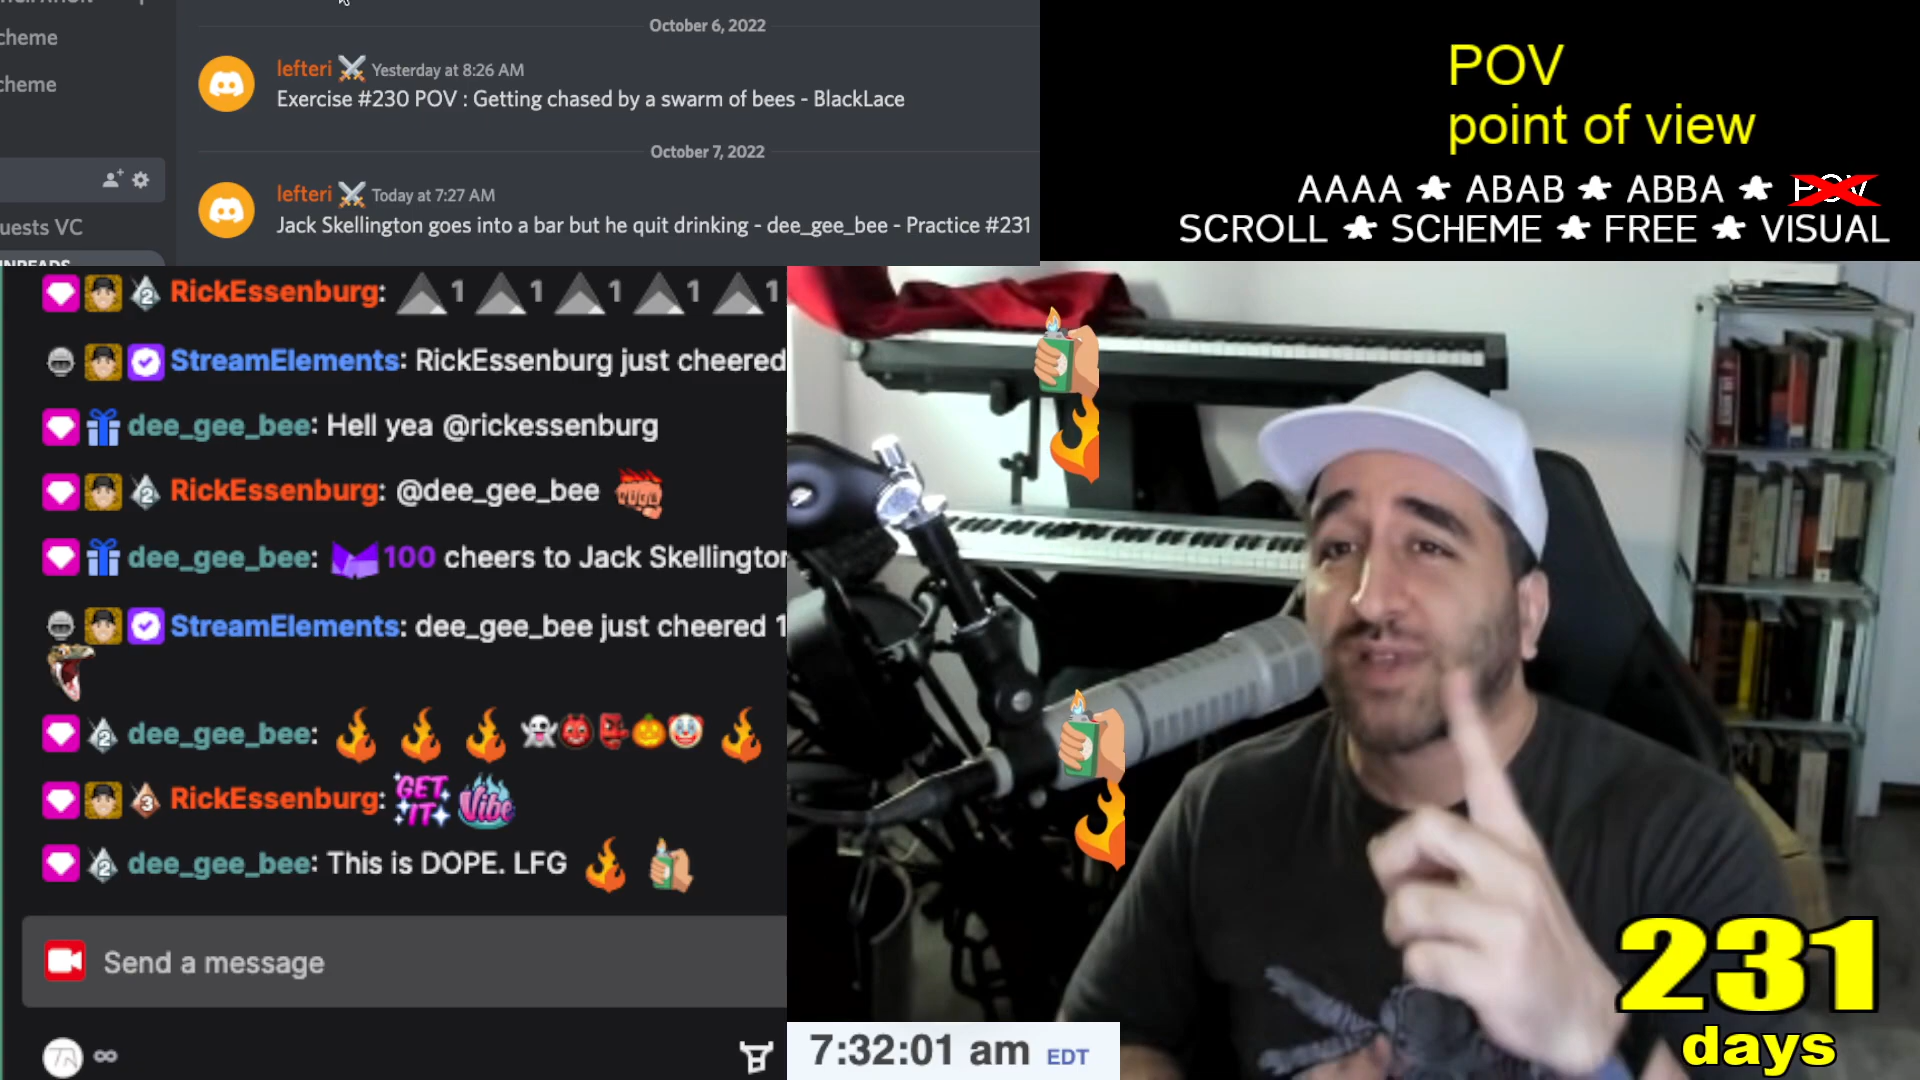 cheme
cheme
uests VC
October 6, 2022
lefteri Yesterday at 8:26 AM
Exercise #230 POV : Getting chased by a swarm of bees - BlackLace
October 7, 2022
lefteri Today at 7:27 AM
Jack Skellington goes into a bar but he quit drinking - dee_gee_bee - Practice #231
POV
point of view
AAAA ABAB ABBA POV
SCROLL SCHEME FREE VISUAL
2 RickEssenburg: 1 1 1 1 1
StreamElements: RickEssenburg just cheered
dee_gee_bee: Hell yea @rickessenburg
2 RickEssenburg: @dee_gee_bee
dee_gee_bee: 100 cheers to Jack Skellington
StreamElements: dee_gee_bee just cheered 1
2 dee_gee_bee:
3 RickEssenburg: GET IT Vibe
2 dee_gee_bee: This is DOPE. LFG
Send a message
7:32:01 am EDT
231
days